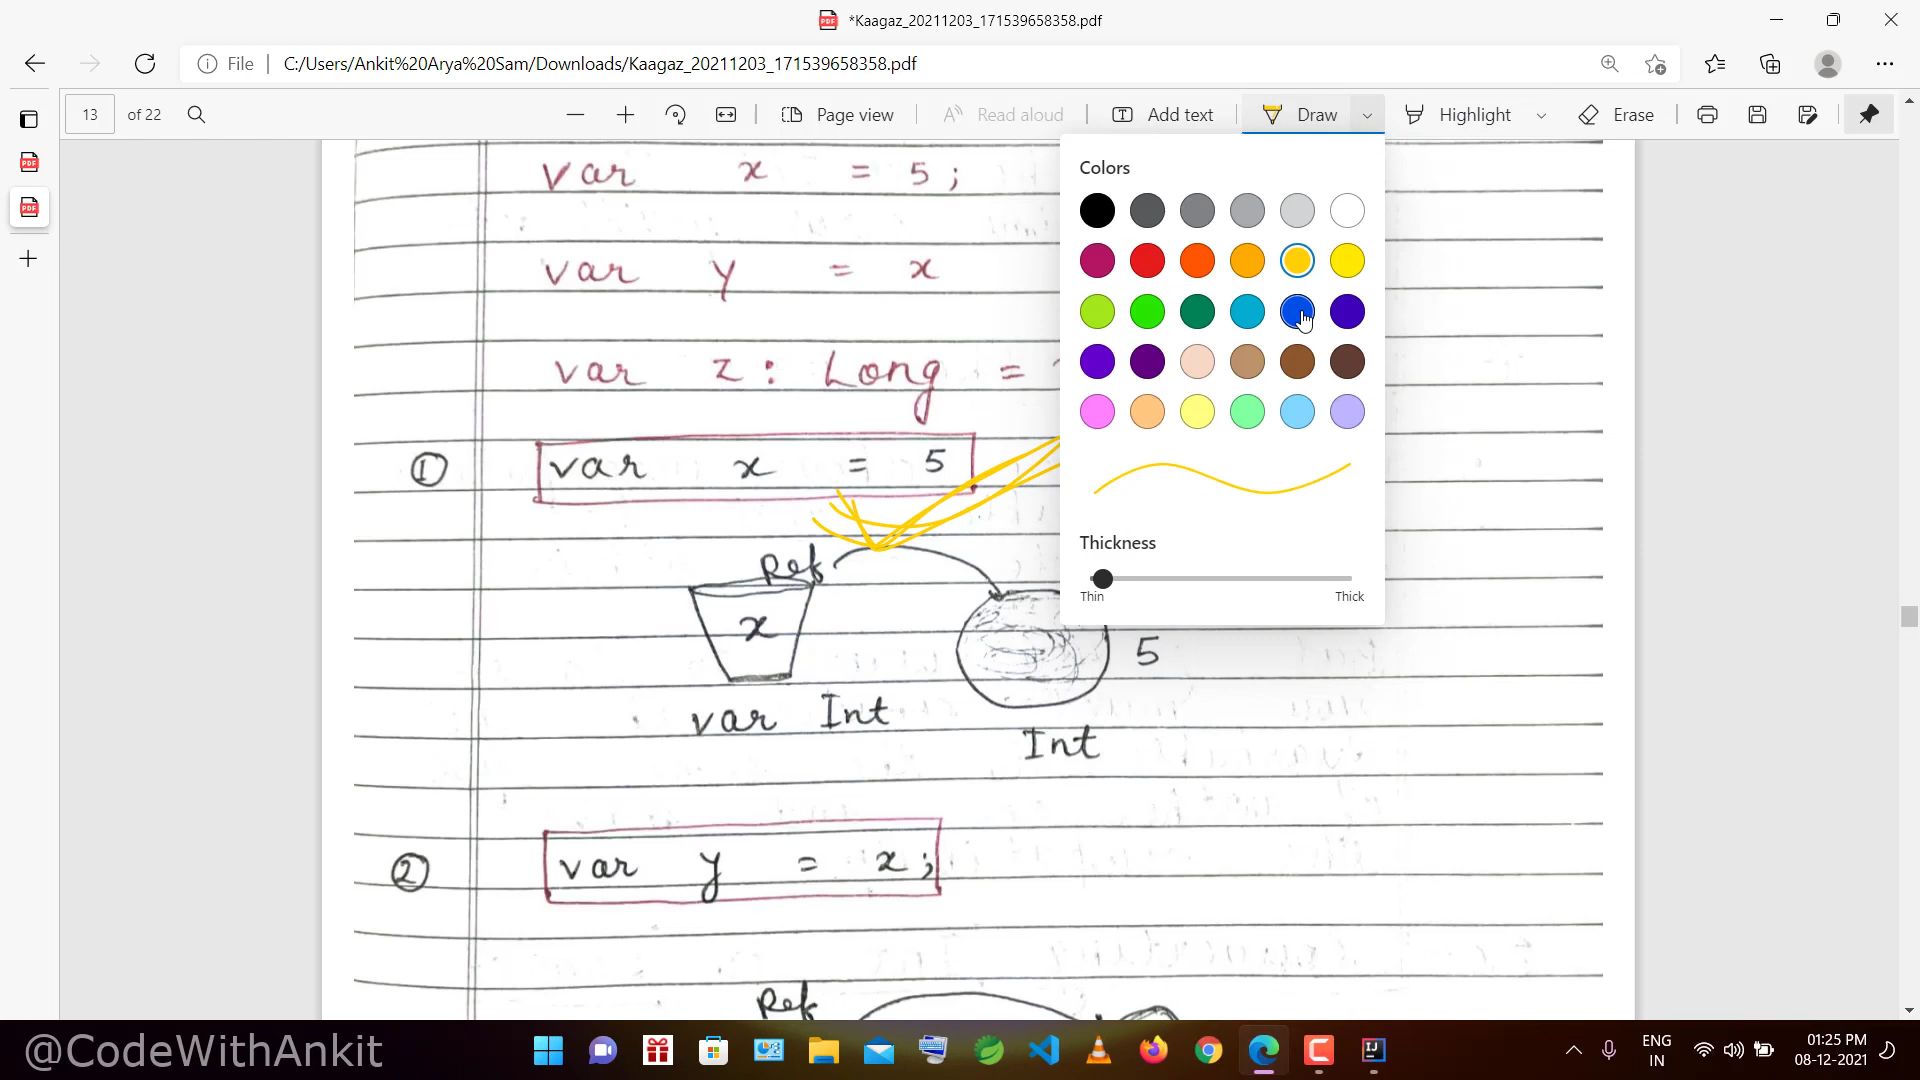 *Kaagaz_20211203_171539658358.pdf
File C:/Users/Ankit%20Arya%20Sam/Downloads/Kaagaz_20211203_171539658358.pdf
13 of 22 Page view Read aloud Add text Draw Highlight Erase
Colors
Thickness
Thin Thick
var x = 5;
var y = x
var z: Long =
① var x = 5
Ref
x
5
var Int
Int
② var y = x;
Ref
@CodeWithAnkit
ENG
IN
01:25 PM
08-12-2021